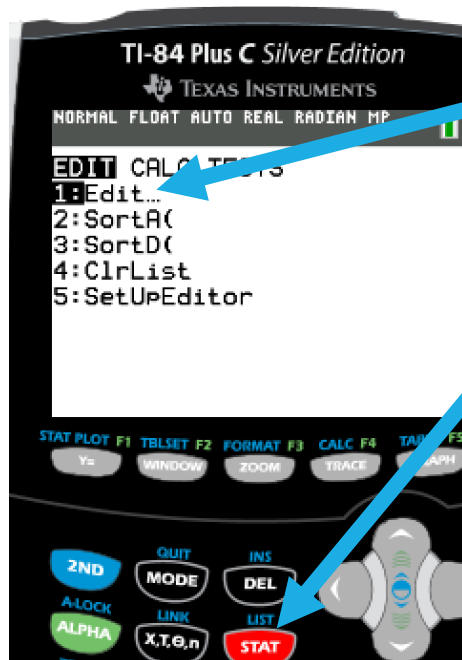 TI-84 Plus C Silver Edition
TEXAS INSTRUMENTS
NORMAL FLOAT AUTO REAL RADIAN MP
EDIT CALC TESTS
1:Edit…
2:SortA(
3:SortD(
4:ClrList
5:SetUpEditor
STAT PLOT F1 TBLSET F2 FORMAT F3 CALC F4 F5
Y= WINDOW ZOOM TRACE
QUIT INS
2ND MODE DEL
A-LOCK LINK LIST
ALPHA X,T,Θ,n STAT